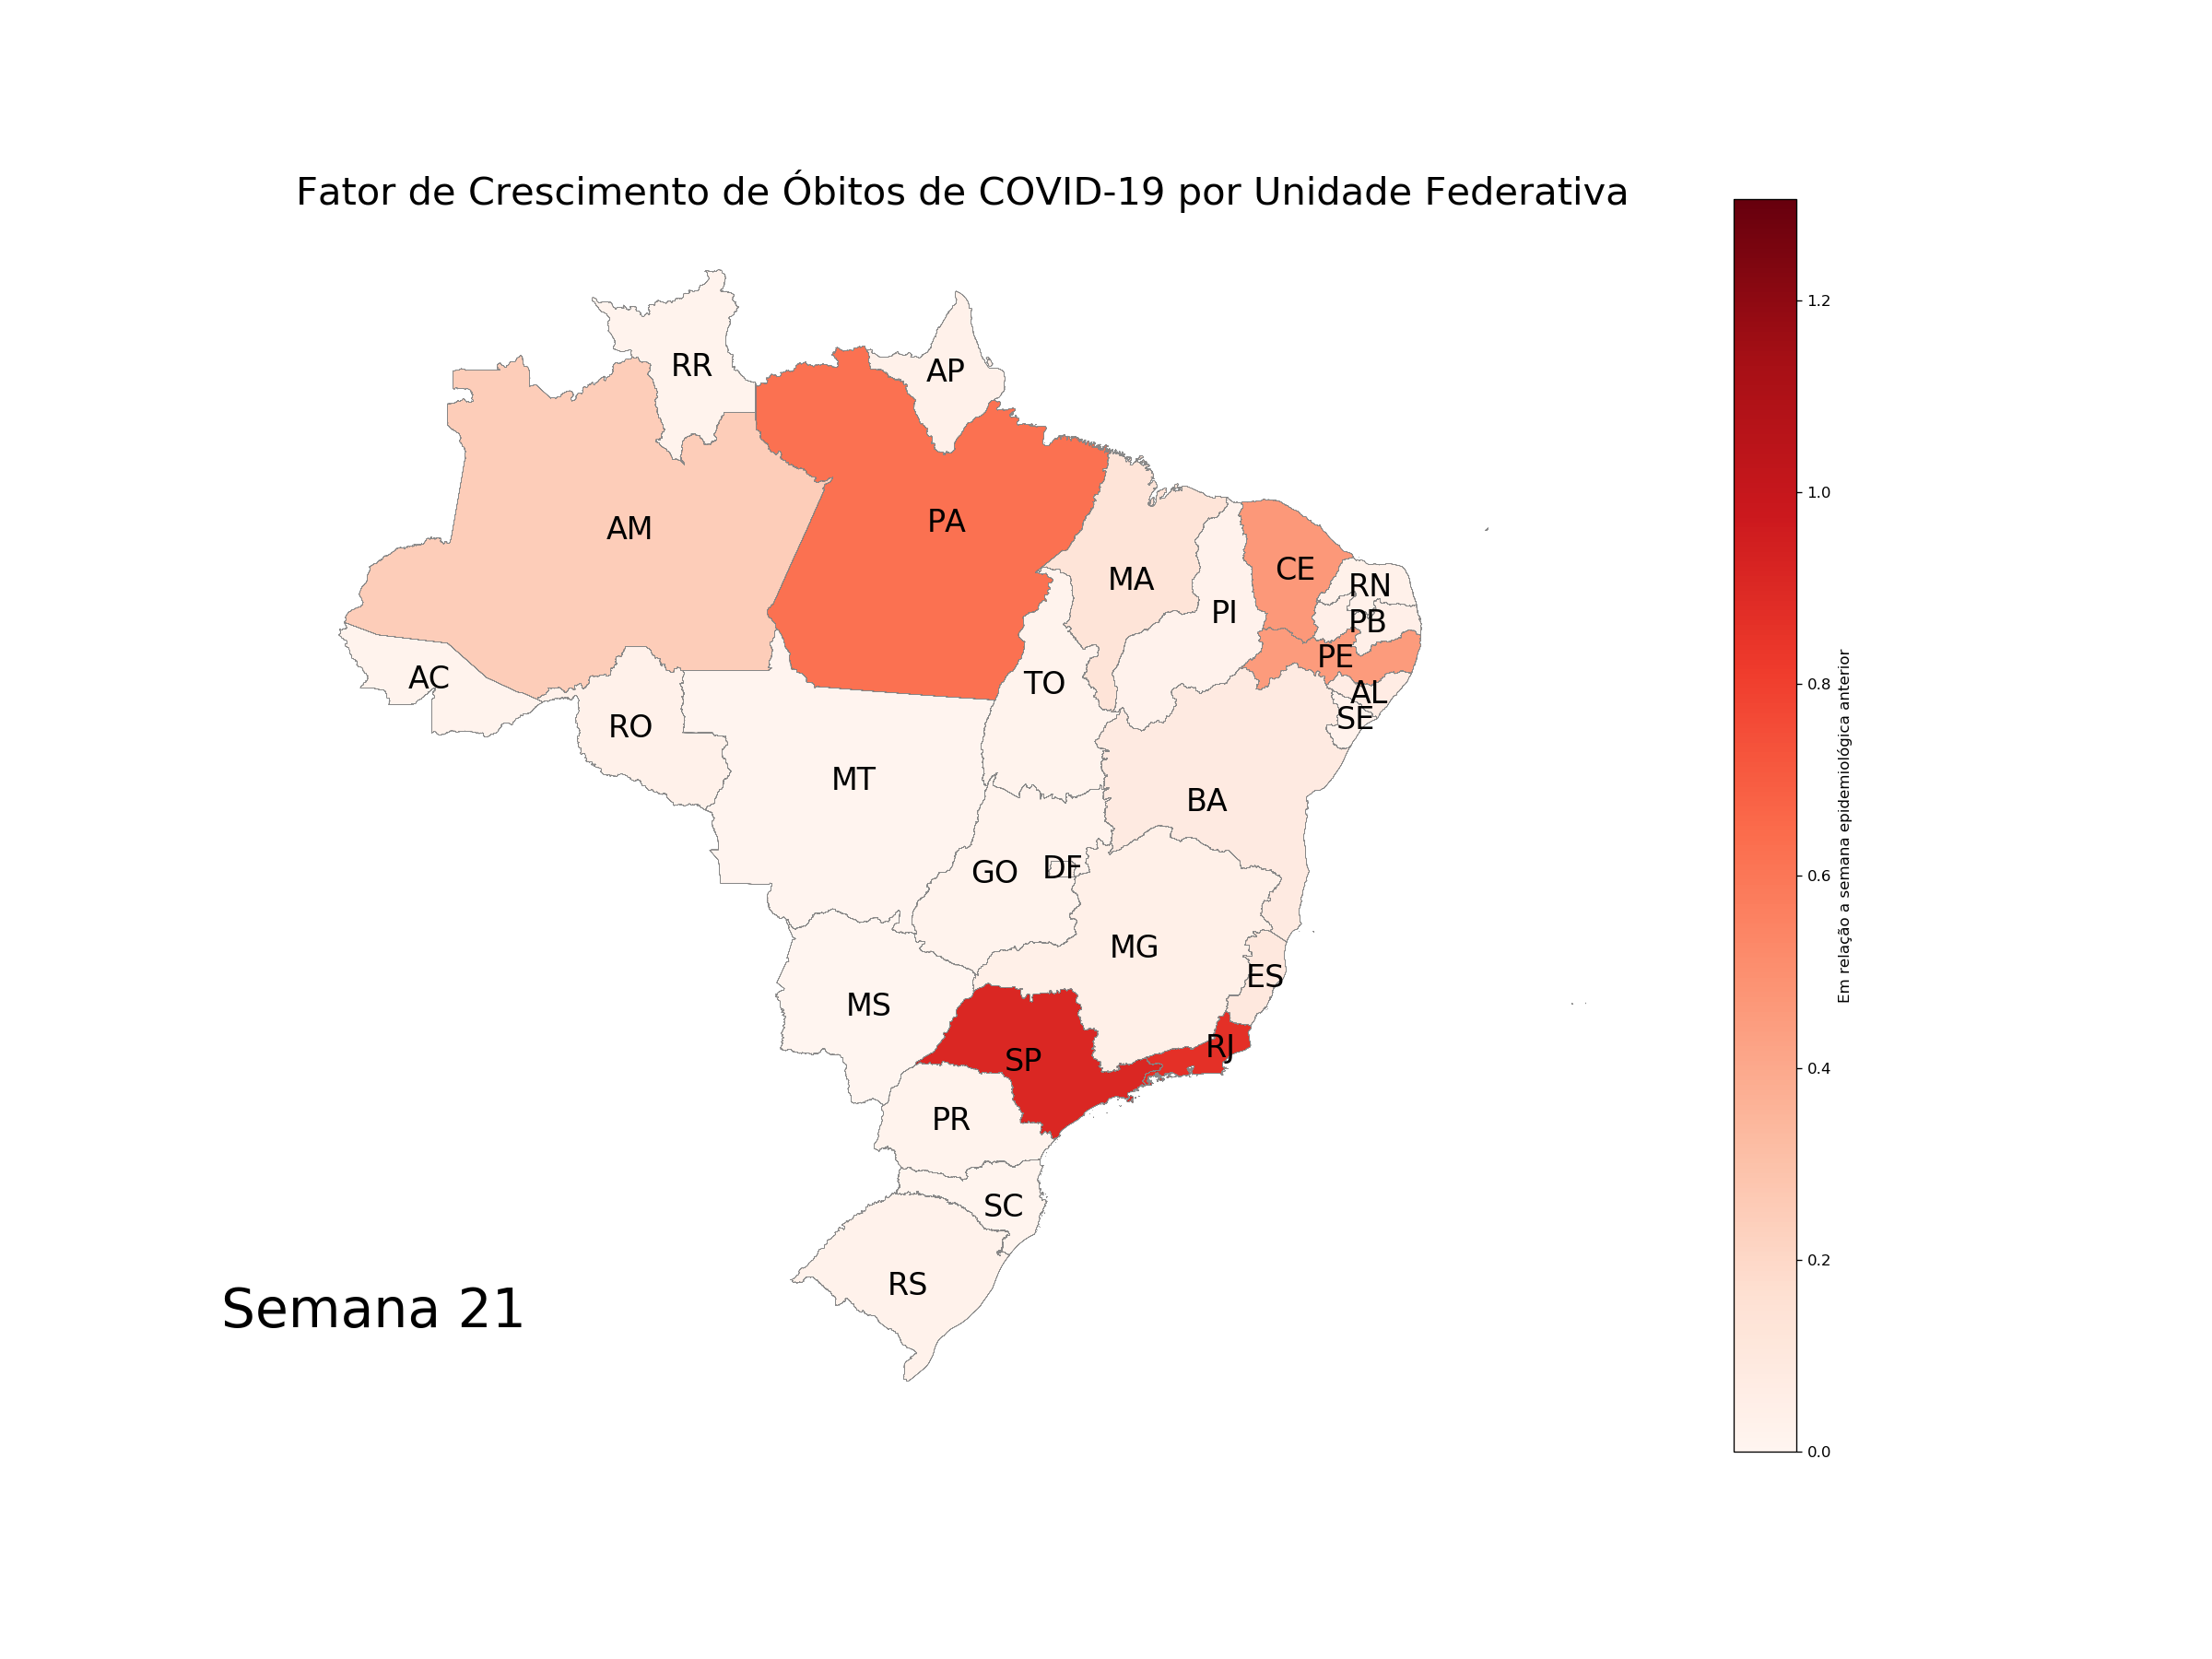 Fator de Crescimento de Óbitos de COVID-19 por Unidade Federativa
RR
AP
AM
PA
MA
CE
RN
PI
PB
PE
AC
TO
AL
SE
RO
MT
BA
GO
DF
MG
ES
MS
RJ
SP
PR
SC
RS
Semana 21
1.2
1.0
0.8
0.6
0.4
0.2
0.0
Em relação a semana epidemiológica anterior